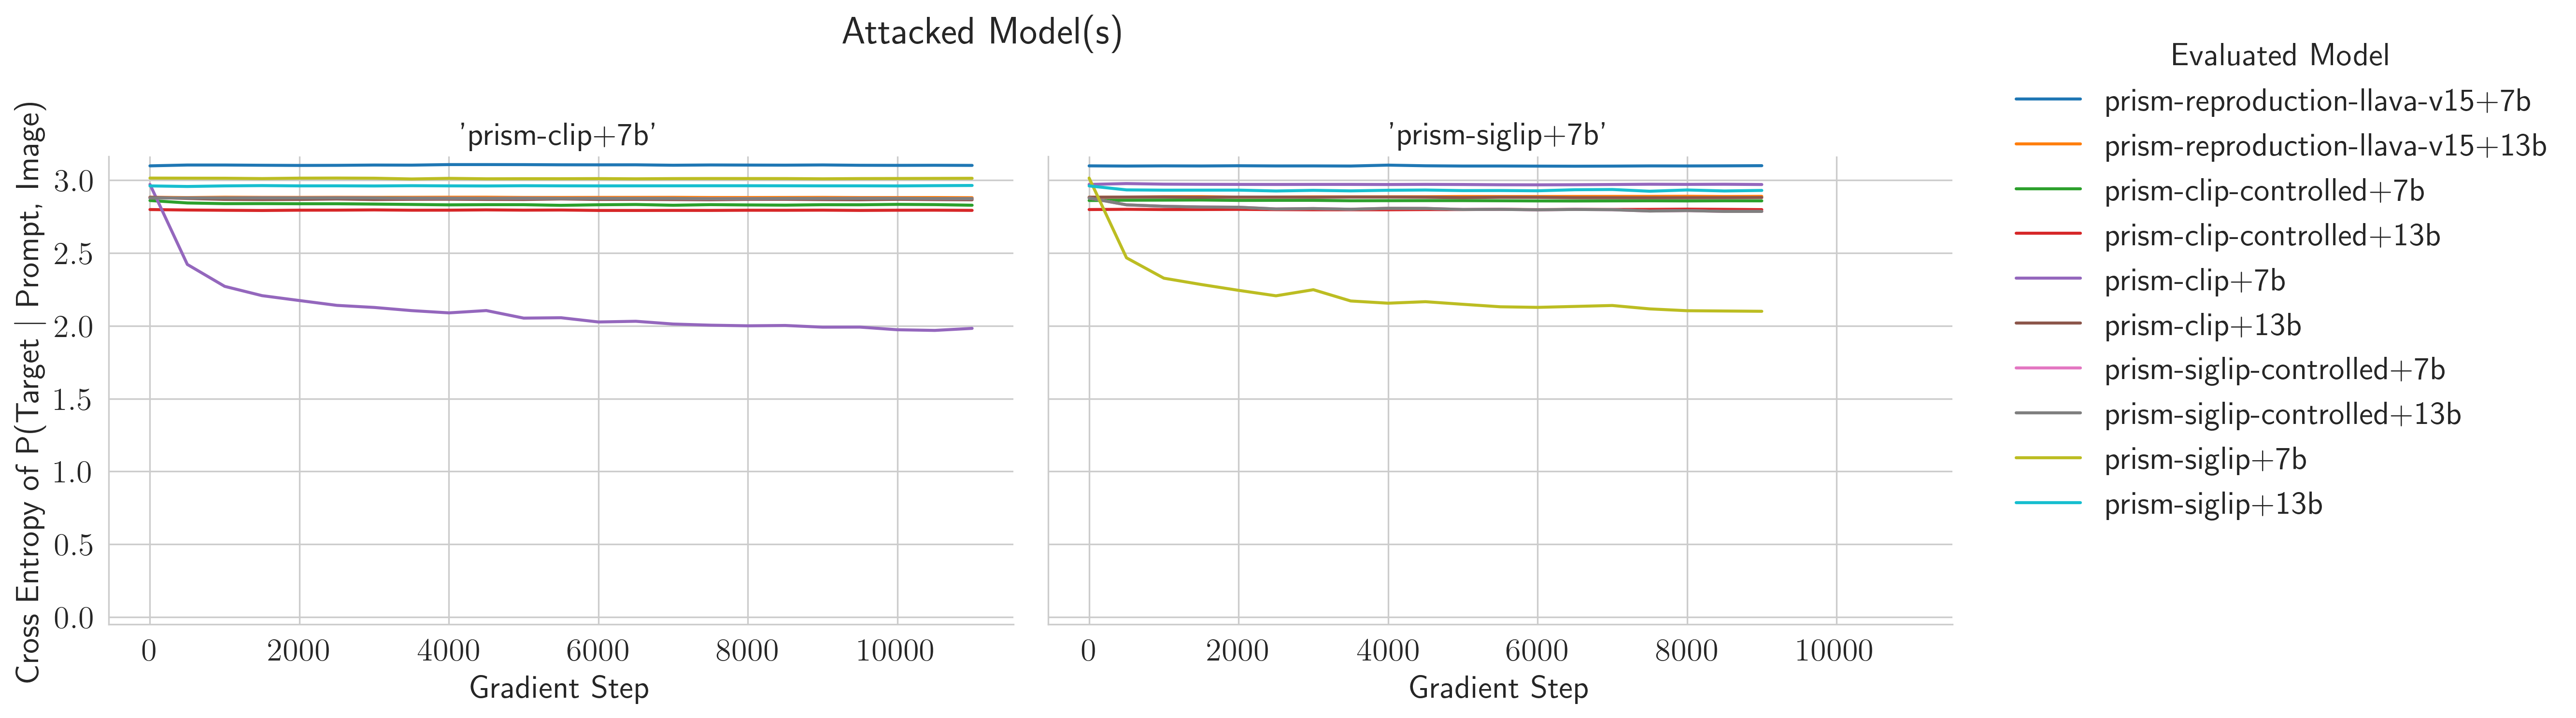 Attacked Model(s)
'prism-clip+7b'
'prism-siglip+7b'
Cross Entropy of P(Target | Prompt, Image)
3.0
2.5
2.0
1.5
1.0
0.5
0.0
0 2000 4000 6000 8000 10000
Gradient Step
0 2000 4000 6000 8000 10000
Gradient Step
Evaluated Model
prism-reproduction-llava-v15+7b
prism-reproduction-llava-v15+13b
prism-clip-controlled+7b
prism-clip-controlled+13b
prism-clip+7b
prism-clip+13b
prism-siglip-controlled+7b
prism-siglip-controlled+13b
prism-siglip+7b
prism-siglip+13b